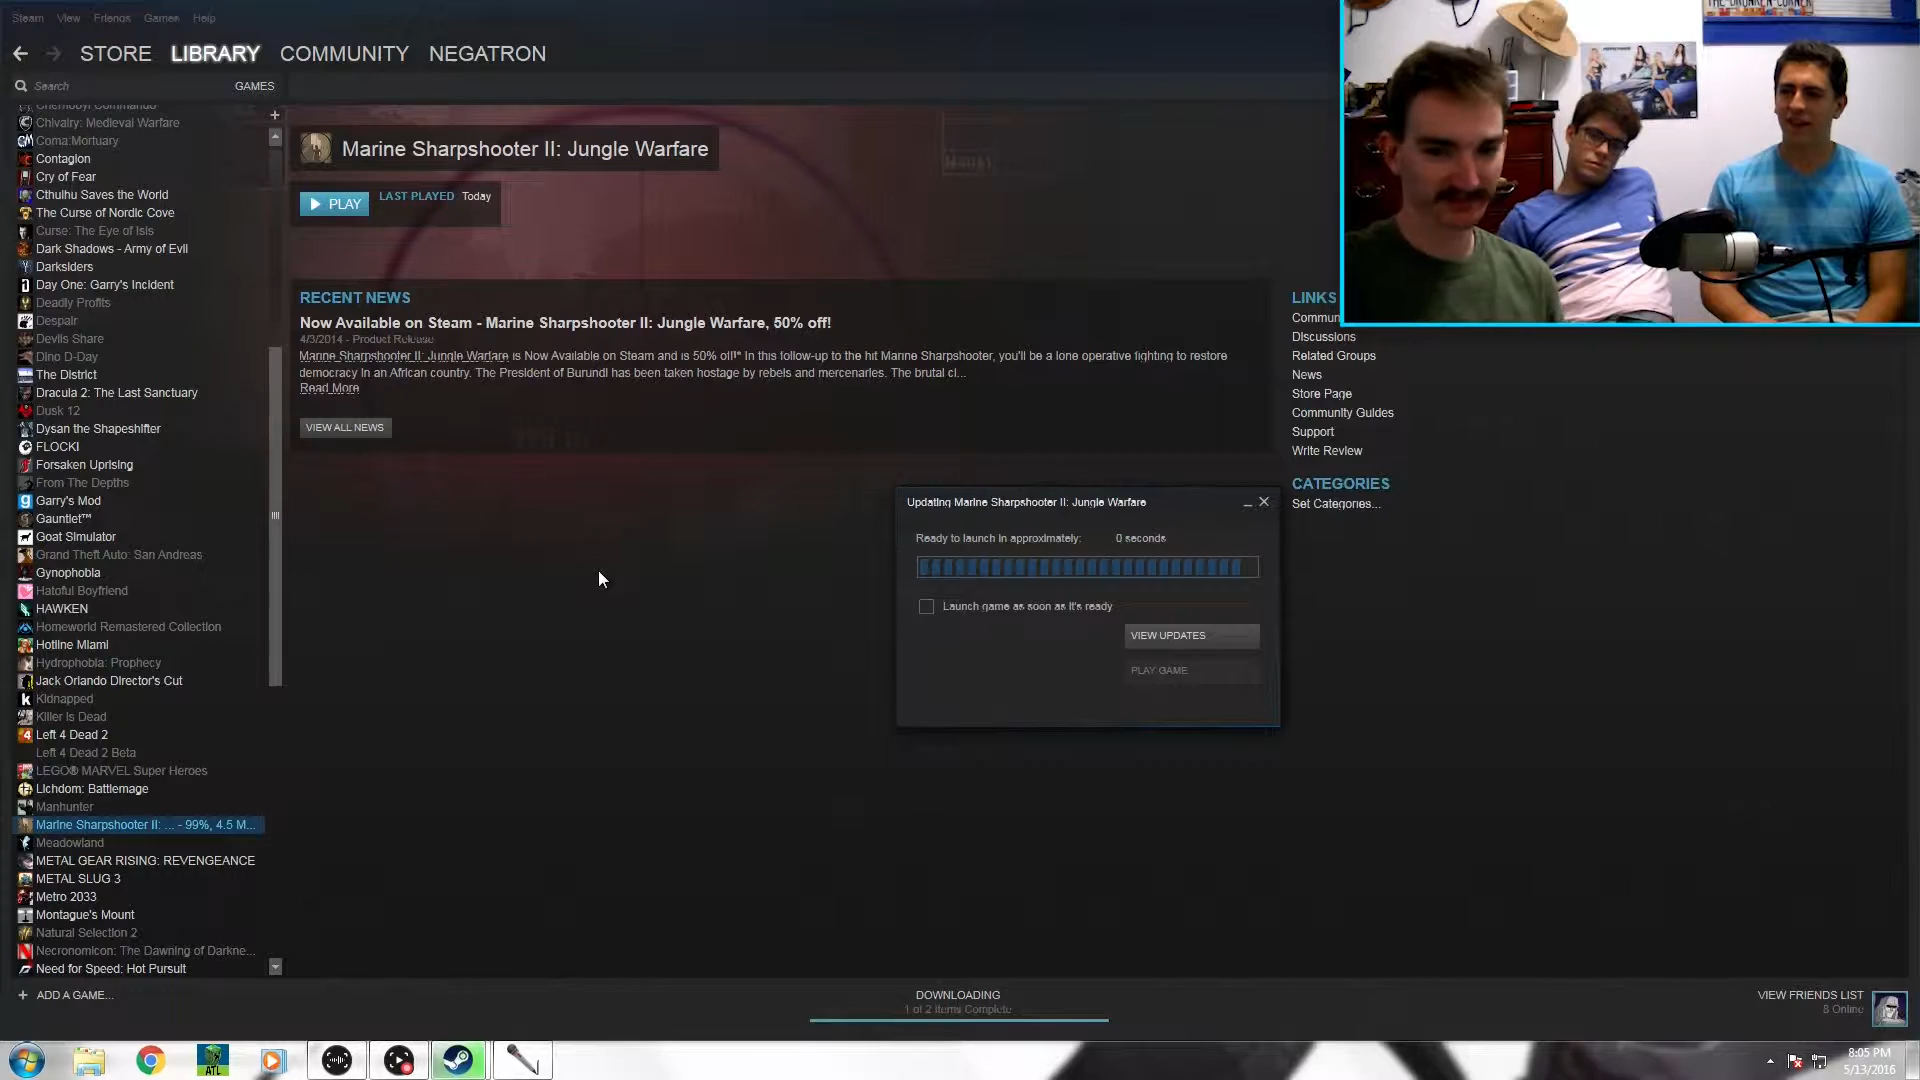 Steam View Friends Games Help
STORE LIBRARY COMMUNITY NEGATRON
Search GAMES
Chernobyl Commando
Chivalry: Medieval Warfare
Coma:Mortuary
Contagion
Cry of Fear
Cthulhu Saves the World
The Curse of Nordic Cove
Curse: The Eye of Isis
Dark Shadows - Army of Evil
Darksiders
Day One: Garry's Incident
Deadly Profits
Despair
Devils Share
Dino D-Day
The District
Dracula 2: The Last Sanctuary
Dusk 12
Dysan the Shapeshifter
FLOCKI
Forsaken Uprising
From The Depths
Garry's Mod
Gauntlet™
Goat Simulator
Grand Theft Auto: San Andreas
Gynophobia
Hatoful Boyfriend
HAWKEN
Homeworld Remastered Collection
Hotline Miami
Hydrophobia: Prophecy
Jack Orlando Director's Cut
Kidnapped
Killer is Dead
Left 4 Dead 2
Left 4 Dead 2 Beta
LEGO® MARVEL Super Heroes
Lichdom: Battlemage
Manhunter
Marine Sharpshooter II: ... - 99%, 4.5 M...
Meadowland
METAL GEAR RISING: REVENGEANCE
METAL SLUG 3
Metro 2033
Montague's Mount
Natural Selection 2
Necronomicon: The Dawning of Darkne...
Need for Speed: Hot Pursuit
+ ADD A GAME...
Marine Sharpshooter II: Jungle Warfare
PLAY LAST PLAYED Today
RECENT NEWS
Now Available on Steam - Marine Sharpshooter II: Jungle Warfare, 50% off!
4/3/2014 - Product Release
Marine Sharpshooter II: Jungle Warfare is Now Available on Steam and is 50% off!* In this follow-up to the hit Marine Sharpshooter, you'll be a lone operative fighting to restore
democracy in an African country. The President of Burundi has been taken hostage by rebels and mercenaries. The brutal ci...
Read More
VIEW ALL NEWS
LINKS
Commun
Discussions
Related Groups
News
Store Page
Community Guides
Support
Write Review
CATEGORIES
Set Categories...
Updating Marine Sharpshooter II: Jungle Warfare
Ready to launch in approximately: 0 seconds
Launch game as soon as it's ready
VIEW UPDATES
PLAY GAME
DOWNLOADING
1 of 2 Items Complete
VIEW FRIENDS LIST
8 Online
THE DRUNKEN CORNER
ATL
8:05 PM
5/13/2016